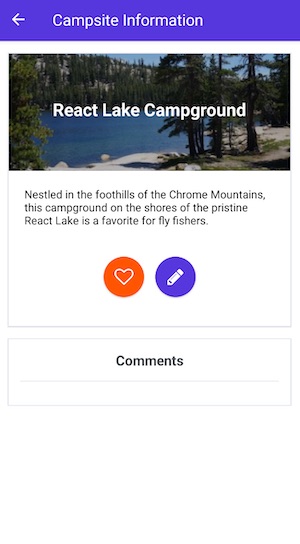 Campsite Information
React Lake Campground
Nestled in the foothills of the Chrome Mountains,
this campground on the shores of the pristine
React Lake is a favorite for fly fishers.
Comments